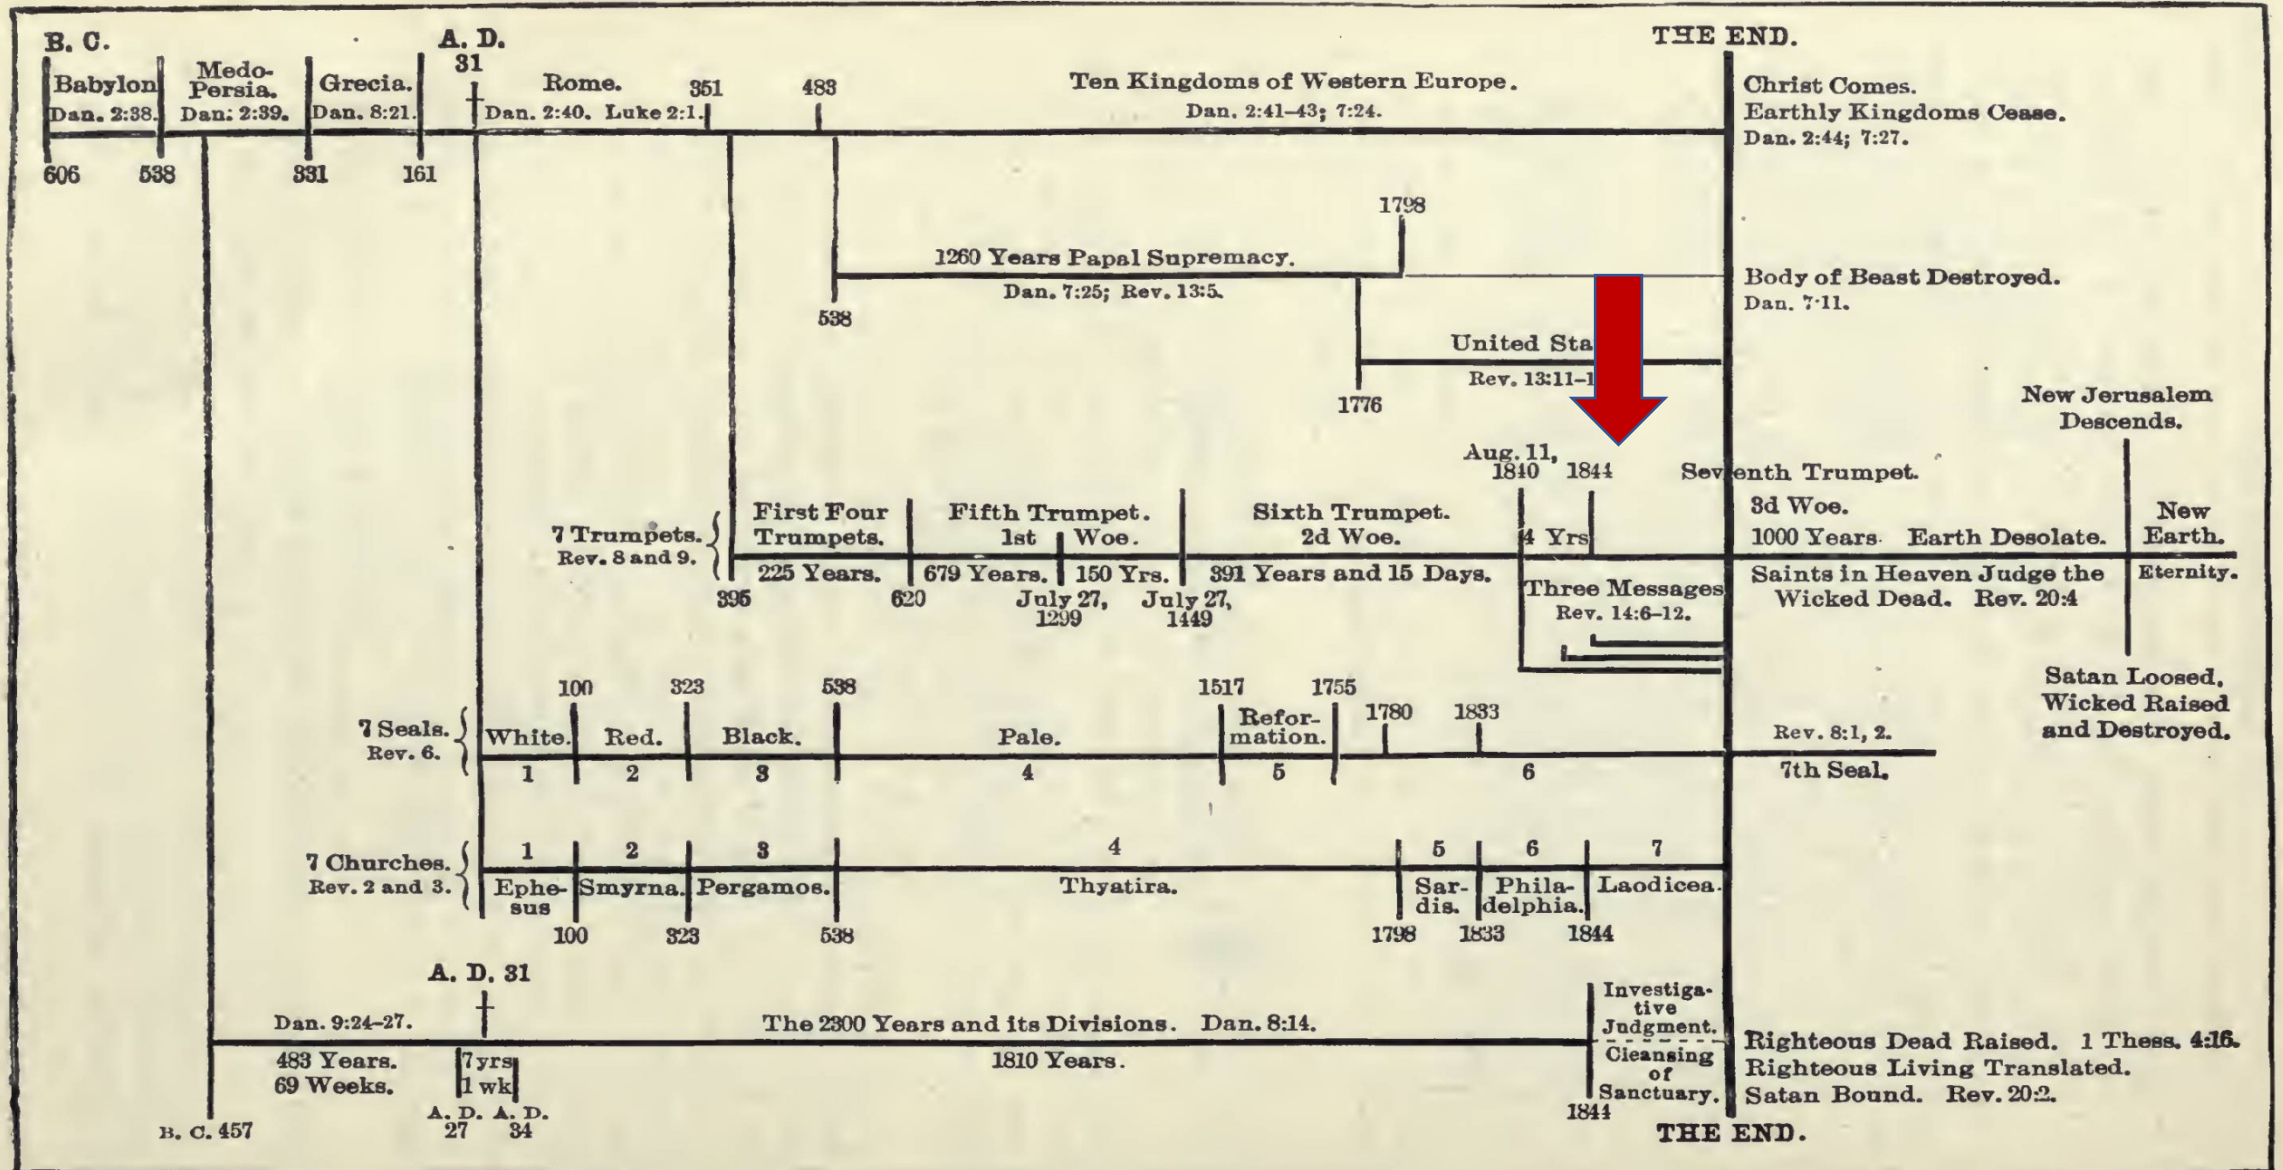 B. C.
A. D.
31
THE END.
Babylon
Dan. 2:38.
Medo-
Persia.
Dan: 2:39.
Grecia.
Dan. 8:21.
Rome.
Dan. 2:40. Luke 2:1.
351
483
Ten Kingdoms of Western Europe.
Dan. 2:41-43; 7:24.
Christ Comes.
Earthly Kingdoms Cease.
Dan. 2:44; 7:27.
606
538
331
161
1798
1260 Years Papal Supremacy.
Dan. 7:25; Rev. 13:5.
538
Body of Beast Destroyed.
Dan. 7:11.
United Sta
Rev. 13:11-1
1776
New Jerusalem
Descends.
Aug. 11,
1840
1844
Seventh Trumpet.
7 Trumpets.
Rev. 8 and 9.
First Four
Trumpets.
225 Years.
Fifth Trumpet.
1st Woe.
679 Years.
150 Yrs.
Sixth Trumpet.
2d Woe.
391 Years and 15 Days.
4 Yrs
3d Woe.
1000 Years. Earth Desolate.
Saints in Heaven Judge the
Wicked Dead. Rev. 20:4
New
Earth.
Eternity.
395
620
July 27,
1299
July 27,
1449
Three Messages
Rev. 14:6-12.
Satan Loosed,
Wicked Raised
and Destroyed.
7 Seals.
Rev. 6.
100
323
538
1517
1755
1780
1833
White.
Red.
Black.
Pale.
Refor-
mation.
1
2
3
4
5
6
Rev. 8:1, 2.
7th Seal.
7 Churches.
Rev. 2 and 3.
1
2
3
4
5
6
7
Ephe-
sus
Smyrna.
Pergamos.
Thyatira.
Sar-
dis.
Phila-
delphia.
Laodicea.
100
323
538
1798
1833
1844
A. D. 31
Dan. 9:24-27.
483 Years.
69 Weeks.
7 yrs
1 wk
The 2300 Years and its Divisions. Dan. 8:14.
1810 Years.
Investiga-
tive
Judgment.
Cleansing
of
Sanctuary.
Righteous Dead Raised. 1 Thess. 4:16.
Righteous Living Translated.
Satan Bound. Rev. 20:2.
B. C. 457
A. D.
27
A. D.
34
1844
THE END.